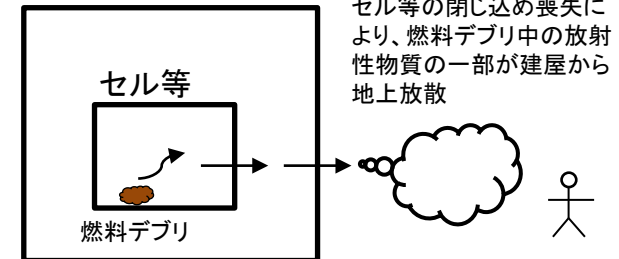 セル等の閉じ込め喪失に
より、燃料デブリ中の放射
性物質の一部が建屋から
地上放散
セル等
燃料デブリ